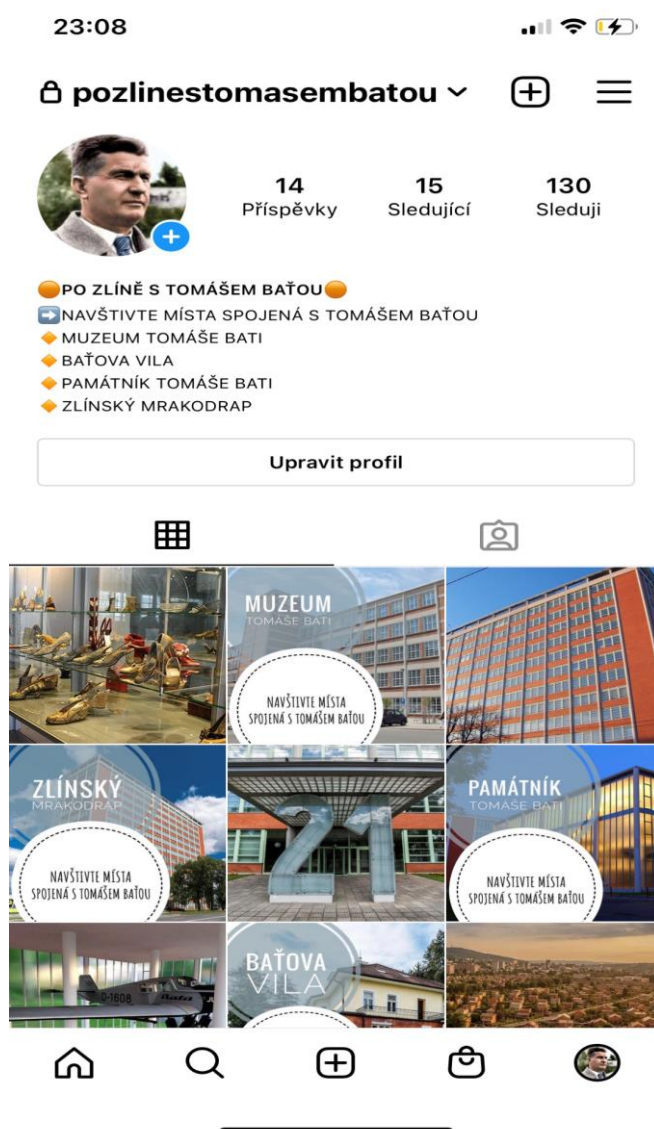 23:08
pozlinestomasembatou
14 15 130
Příspěvky Sledující Sleduji
PO ZLÍNĚ S TOMÁŠEM BAŤOU
NAVŠTIVTE MÍSTA SPOJENÁ S TOMÁŠEM BAŤOU
MUZEUM TOMÁŠE BATI
BAŤOVA VILA
PAMÁTNÍK TOMÁŠE BATI
ZLÍNSKÝ MRAKODRAP
Upravit profil
MUZEUM
TOMÁŠE BATI
NAVŠTIVTE MÍSTA
SPOJENÁ S TOMÁŠEM BAŤOU
ZLÍNSKÝ
MRAKODRAP
NAVŠTIVTE MÍSTA
SPOJENÁ S TOMÁŠEM BAŤOU
21
PAMÁTNÍK
TOMÁŠE BATI
NAVŠTIVTE MÍSTA
SPOJENÁ S TOMÁŠEM BAŤOU
D-1608 Bata
BAŤOVA
VILA